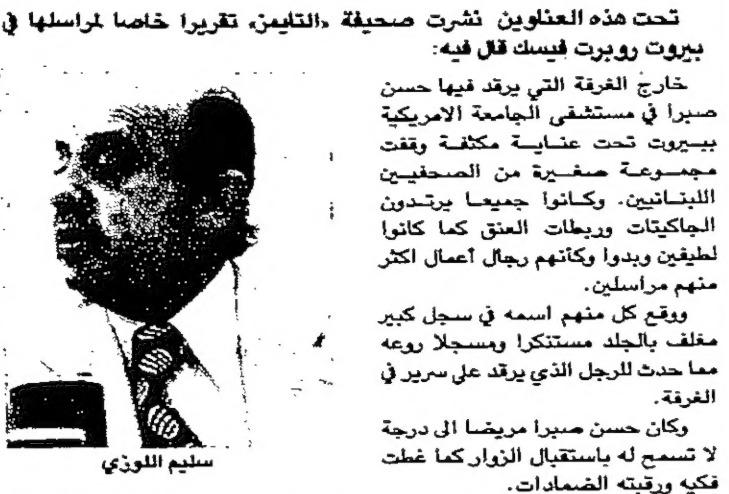 تحت هذه العناوين نشرت صحيفة «التايمز» تقريرا خاصا لمراسلها في
بيروت روبرت فيسك قال فيه:
خارج الغرفة التي يرقد فيها حسن
صبرا في مستشفى الجامعة الامريكية
ببيروت تحت عناية مكثفة وقفت
مجموعة صغيرة من الصحفيين
اللبنانيين. وكانوا جميعا يرتدون
الجاكيتات وربطات العنق كما كانوا
لطيفين وبدوا وكأنهم رجال أعمال اكثر
منهم مراسلين.
ووقع كل منهم اسمه في سجل كبير
مغلف بالجلد مستنكرا ومسجلا روعه
مما حدث للرجل الذي يرقد على سرير في
الغرفة.
وكان حسن صبرا مريضا الى درجة
لا تسمح له باستقبال الزوار كما غطت
فكيه ورقبته الضمادات.
سليم اللوزي